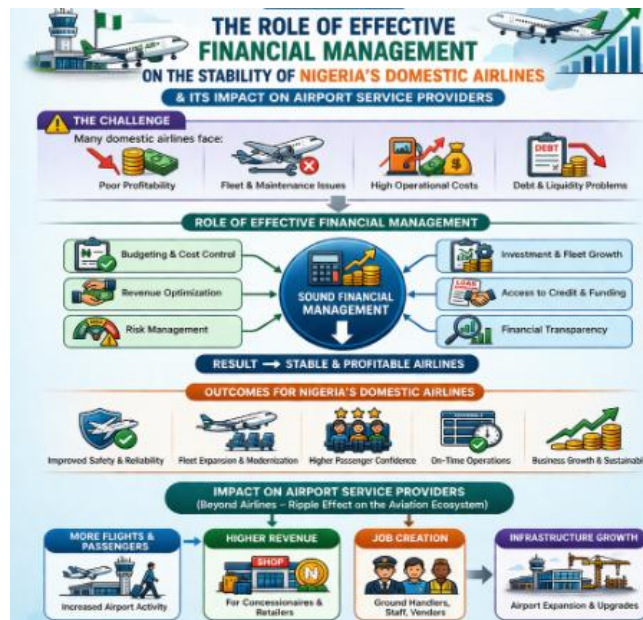 THE ROLE OF EFFECTIVE
FINANCIAL MANAGEMENT
ON THE STABILITY OF NIGERIA'S DOMESTIC AIRLINES
& ITS IMPACT ON AIRPORT SERVICE PROVIDERS
THE CHALLENGE
Many domestic airlines face:
Poor Profitability
Fleet & Maintenance Issues
High Operational Costs
DEBT
Debt & Liquidity Problems
ROLE OF EFFECTIVE FINANCIAL MANAGEMENT
Budgeting & Cost Control
Revenue Optimization
Risk Management
SOUND FINANCIAL
MANAGEMENT
Investment & Fleet Growth
LOAN
Access to Credit & Funding
Financial Transparency
RESULT → STABLE & PROFITABLE AIRLINES
OUTCOMES FOR NIGERIA'S DOMESTIC AIRLINES
Improved Safety & Reliability
Fleet Expansion & Modernization
Higher Passenger Confidence
On-Time Operations
Business Growth & Sustainabil
IMPACT ON AIRPORT SERVICE PROVIDERS
(Beyond Airlines – Ripple Effect on the Aviation Ecosystem)
MORE FLIGHTS &
PASSENGERS
Increased Airport Activity
HIGHER REVENUE
SHOP
For Concessionaires &
Retailers
JOB CREATION
Ground Handlers,
Staff, Venders
INFRASTRUCTURE GROWTH
Airport Expansion & Upgrades